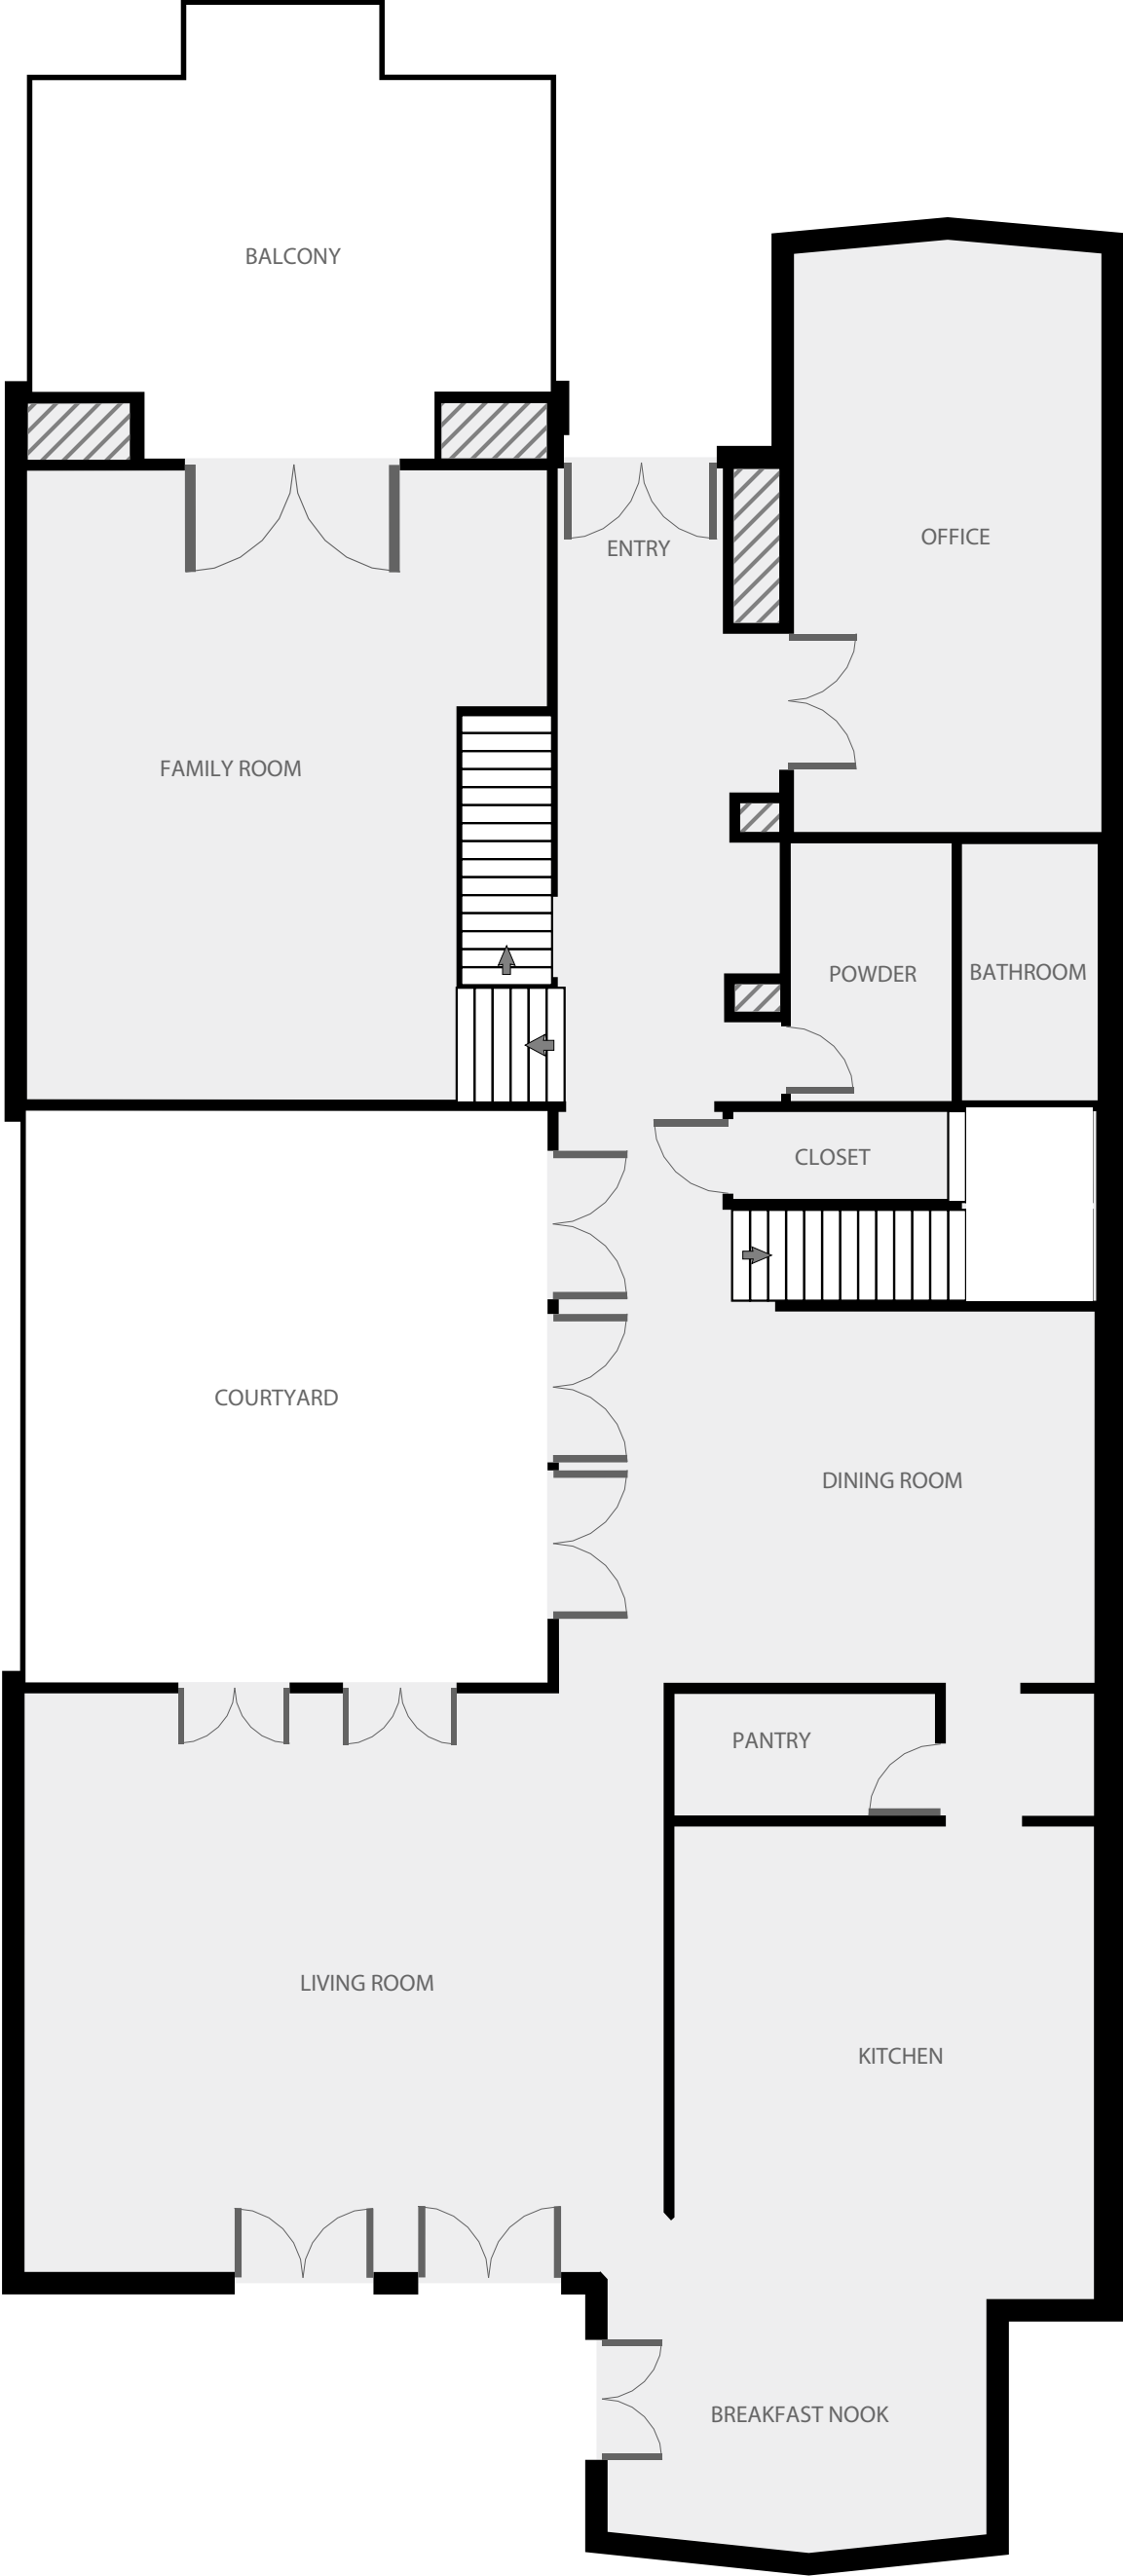 BALCONY
OFFICE
ENTRY
FAMILY ROOM
POWDER
BATHROOM
CLOSET
COURTYARD
DINING ROOM
PANTRY
LIVING ROOM
KITCHEN
BREAKFAST NOOK